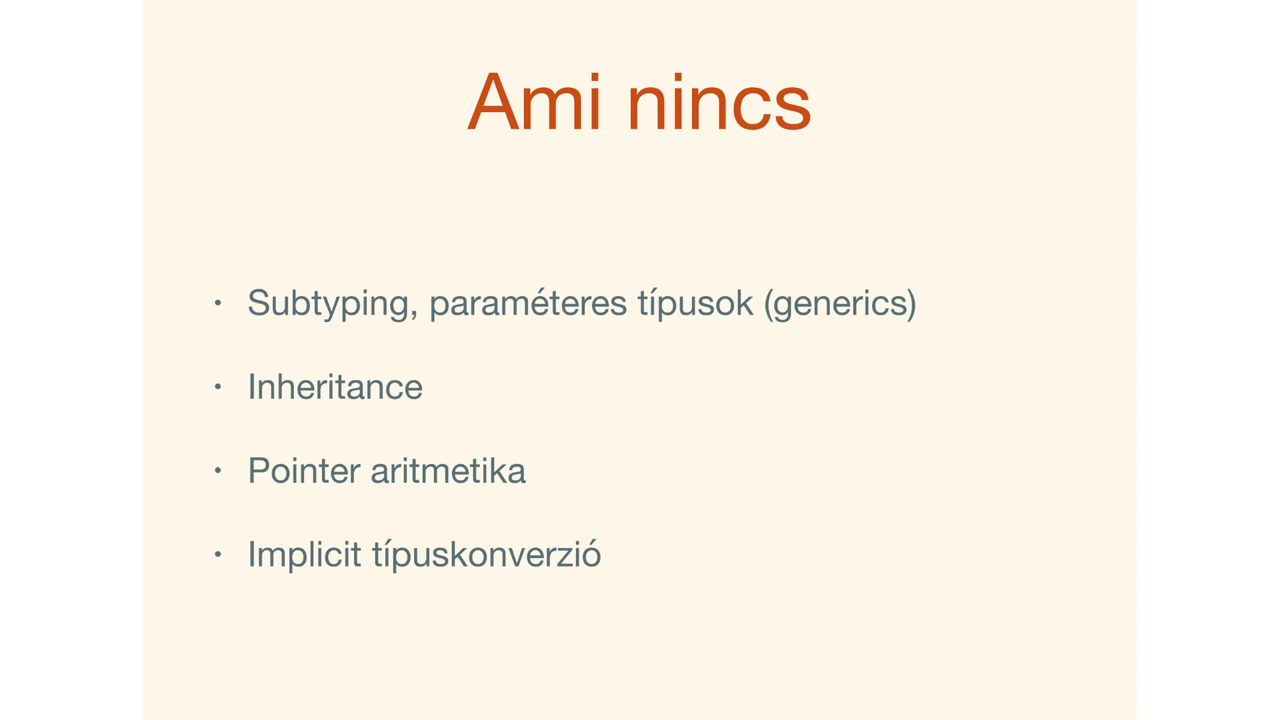 Ami nincs
• Subtyping, paraméteres típusok (generics)
• Inheritance
• Pointer aritmetika
• Implicit típuskonverzió